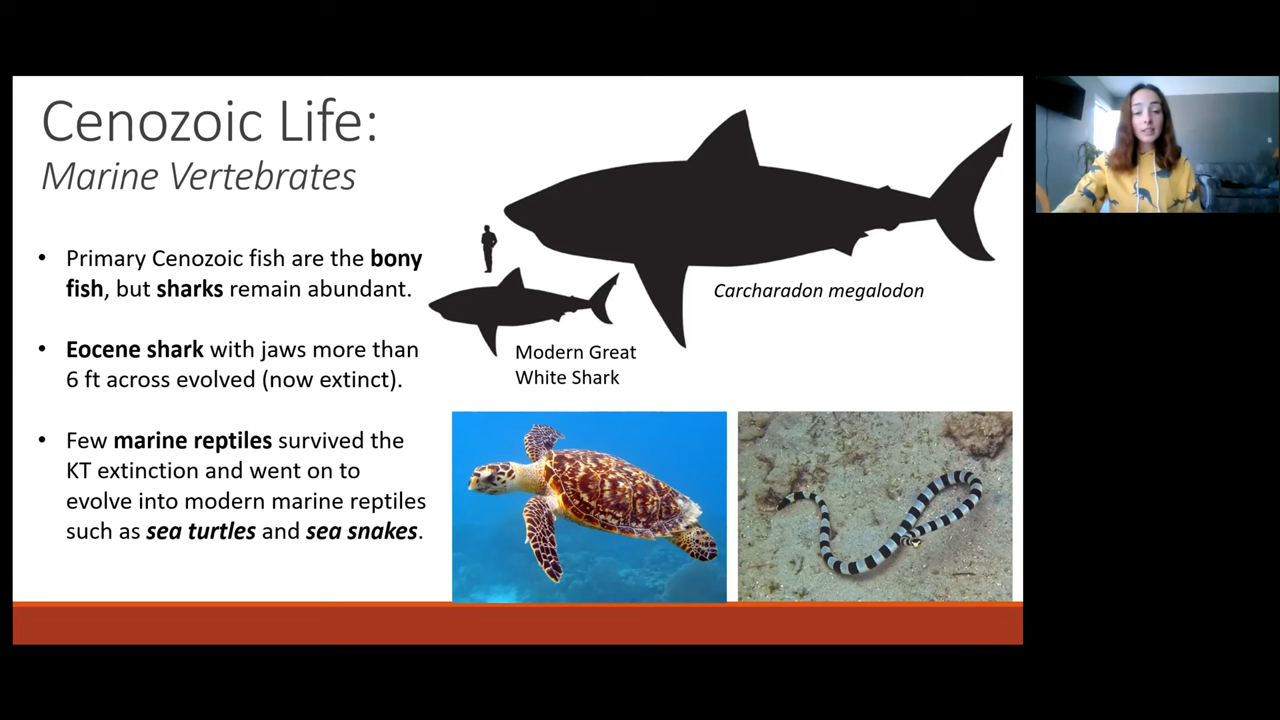 Cenozoic Life:
Marine Vertebrates
• Primary Cenozoic fish are the bony
fish, but sharks remain abundant.
• Eocene shark with jaws more than
6 ft across evolved (now extinct).
• Few marine reptiles survived the
KT extinction and went on to
evolve into modern marine reptiles
such as sea turtles and sea snakes.
Carcharadon megalodon
Modern Great
White Shark